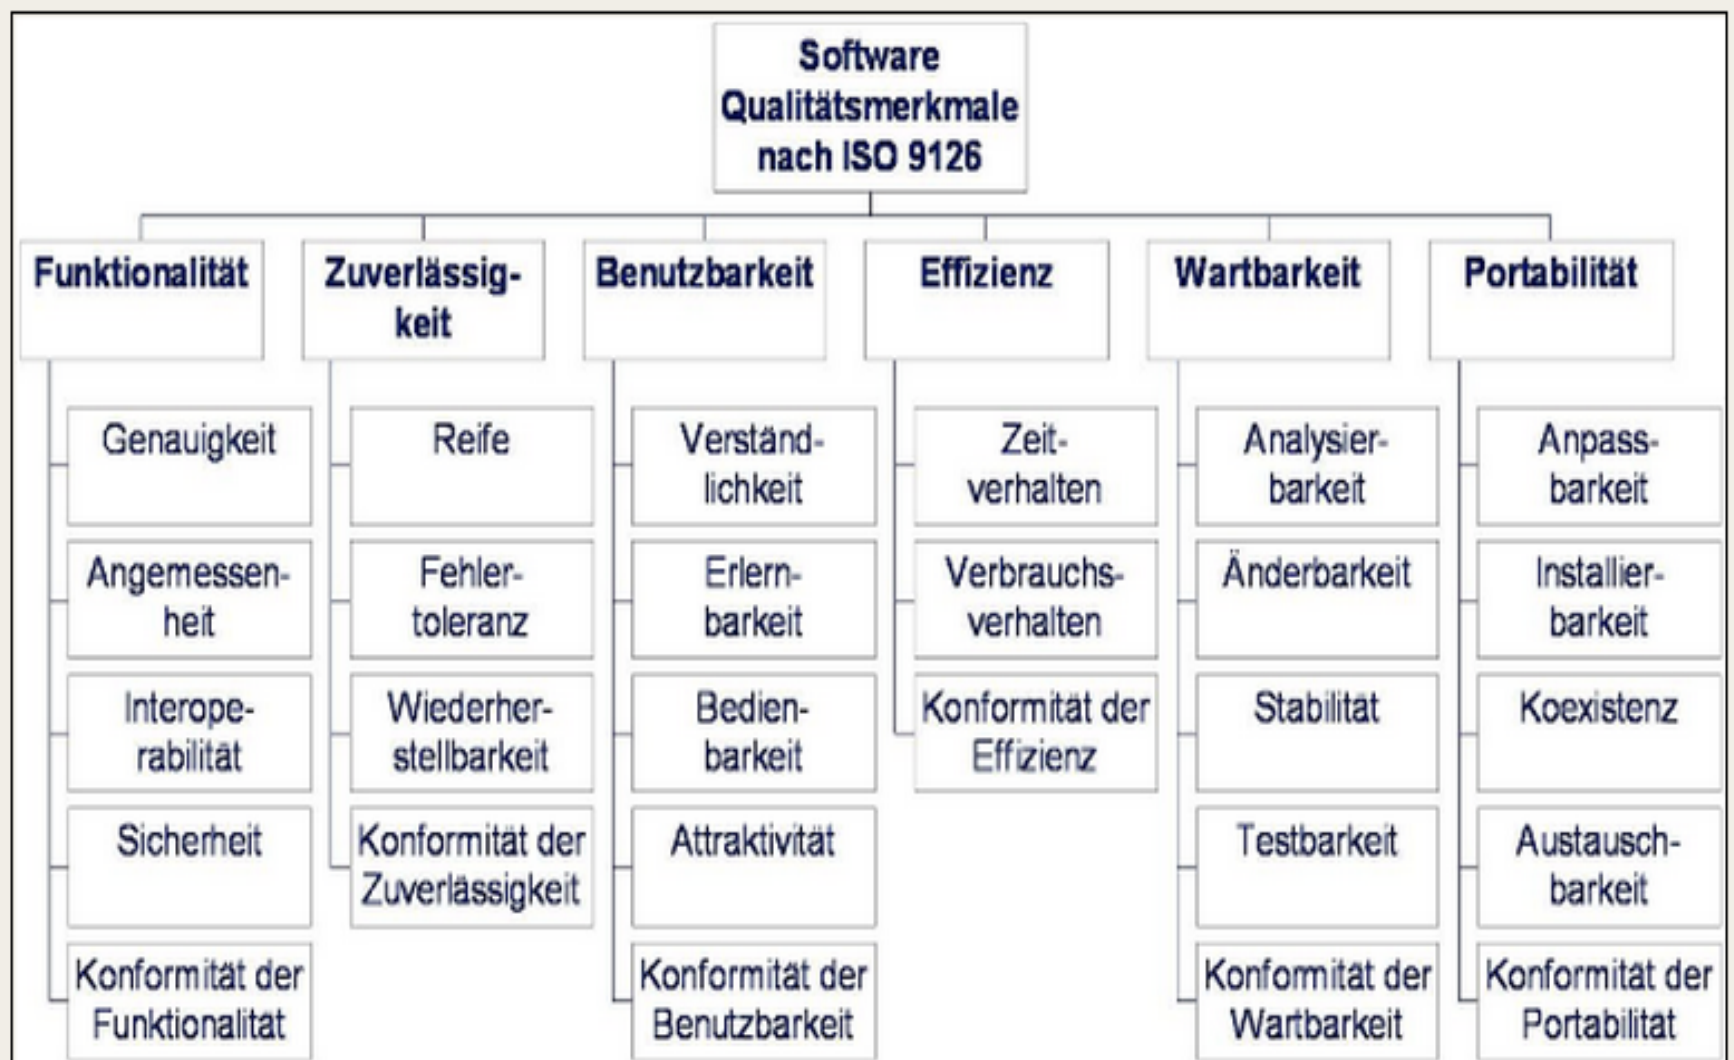 Software
Qualitätsmerkmale
nach ISO 9126
Funktionalität
Genauigkeit
Angemessen-
heit
Interope-
rabilität
Sicherheit
Konformität der
Funktionalität
Zuverlässig-
keit
Reife
Fehler-
toleranz
Wiederher-
stellbarkeit
Konformität der
Zuverlässigkeit
Benutzbarkeit
Verständ-
lichkeit
Erlern-
barkeit
Bedien-
barkeit
Attraktivität
Konformität der
Benutzbarkeit
Effizienz
Zeit-
verhalten
Verbrauchs-
verhalten
Konformität der
Effizienz
Wartbarkeit
Analysier-
barkeit
Änderbarkeit
Stabilität
Testbarkeit
Konformität der
Wartbarkeit
Portabilität
Anpass-
barkeit
Installier-
barkeit
Koexistenz
Austausch-
barkeit
Konformität der
Portabilität